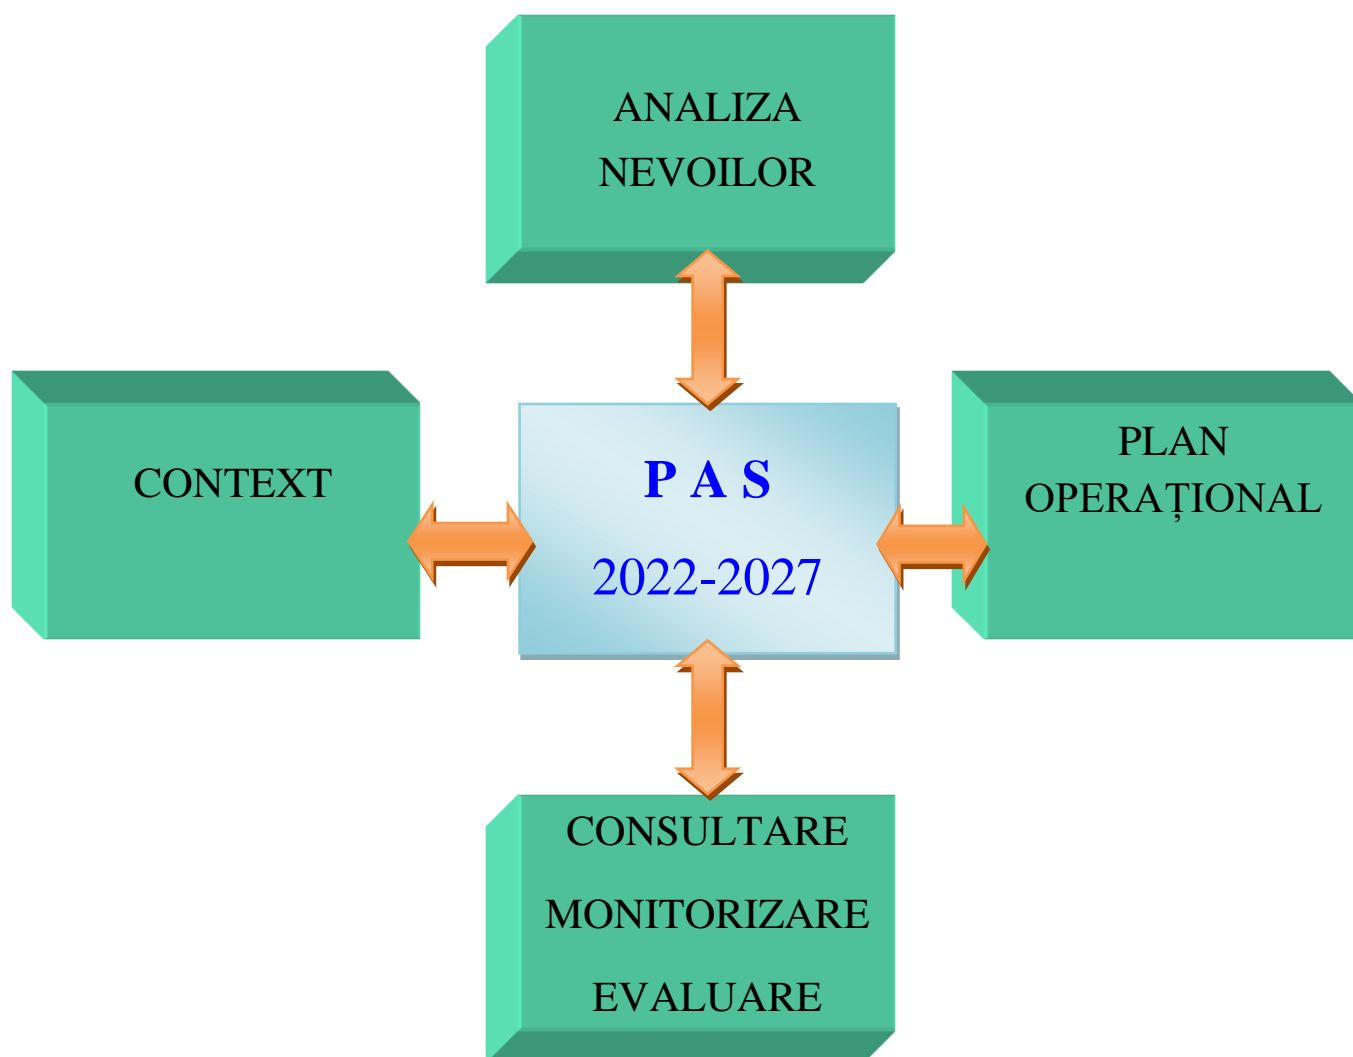 ANALIZA
NEVOILOR
CONTEXT
P A S
2022-2027
PLAN
OPERAȚIONAL
CONSULTARE
MONITORIZARE
EVALUARE